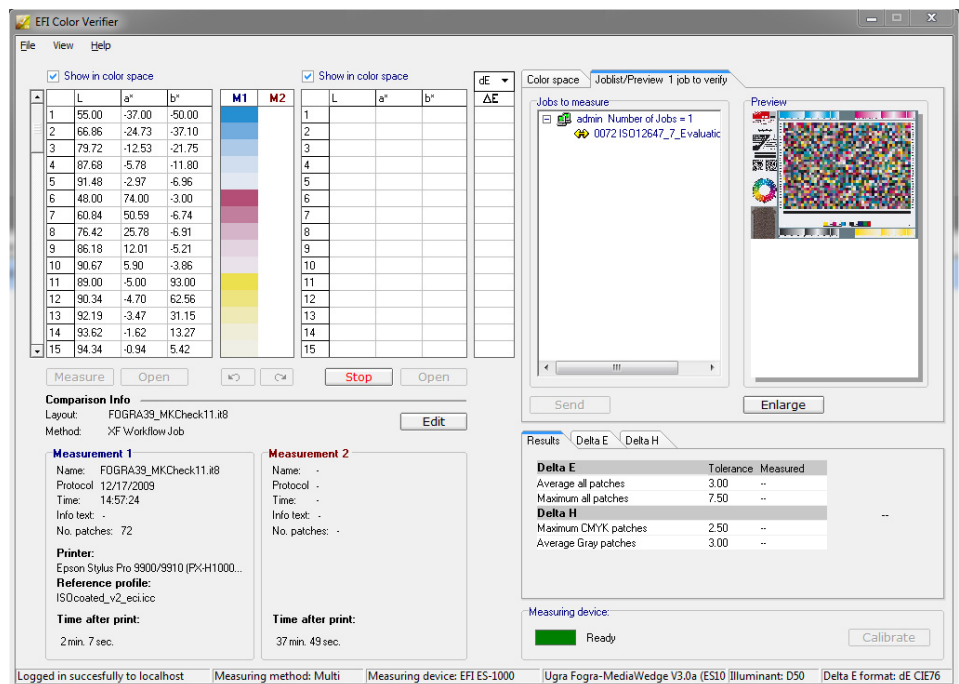 EFI Color Verifier
File View Help
Show in color space Show in color space dE
Color space Joblist/Preview 1 job to verify
L a* b* M1 M2 L a* b* ΔE
1 55.00 -37.00 -50.00 1
2 66.86 -24.73 -37.10 2
3 79.72 -12.53 -21.75 3
4 87.68 -5.78 -11.80 4
5 91.48 -2.97 -6.96 5
6 48.00 74.00 -3.00 6
7 60.84 50.59 -6.74 7
8 76.42 25.78 -6.91 8
9 86.18 12.01 -5.21 9
10 90.67 5.90 -3.86 10
11 89.00 -5.00 93.00 11
12 90.34 -4.70 62.56 12
13 92.19 -3.47 31.15 13
14 93.62 -1.62 13.27 14
15 94.34 -0.94 5.42 15
Jobs to measure
admin Number of Jobs = 1
0072 ISO12647_7_Evaluatic
Preview
Measure Open Stop Open
Send Enlarge
Comparison Info
Layout: FOGRA39_MKCheck11.it8
Method: XF Workflow Job
Edit
Measurement 1
Name: FOGRA39_MKCheck11.it8
Protocol 12/17/2009
Time: 14:57:24
Info text: -
No. patches: 72
Printer:
Epson Stylus Pro 9900/9910 (PX-H1000...
Reference profile:
ISOcoated_v2_eci.icc
Time after print:
2 min. 7 sec.
Measurement 2
Name: -
Protocol -
Time: -
Info text: -
No. patches: -
Time after print:
37 min. 49 sec.
Results Delta E Delta H
Delta E Tolerance Measured
Average all patches 3.00 --
Maximum all patches 7.50 --
Delta H --
Maximum CMYK patches 2.50 --
Average Gray patches 3.00 --
Measuring device:
Ready Calibrate
Logged in succesfully to localhost Measuring method: Multi Measuring device: EFI ES-1000 Ugra Fogra-MediaWedge V3.0a (ES10 Illuminant: D50 Delta E format: dE CIE76